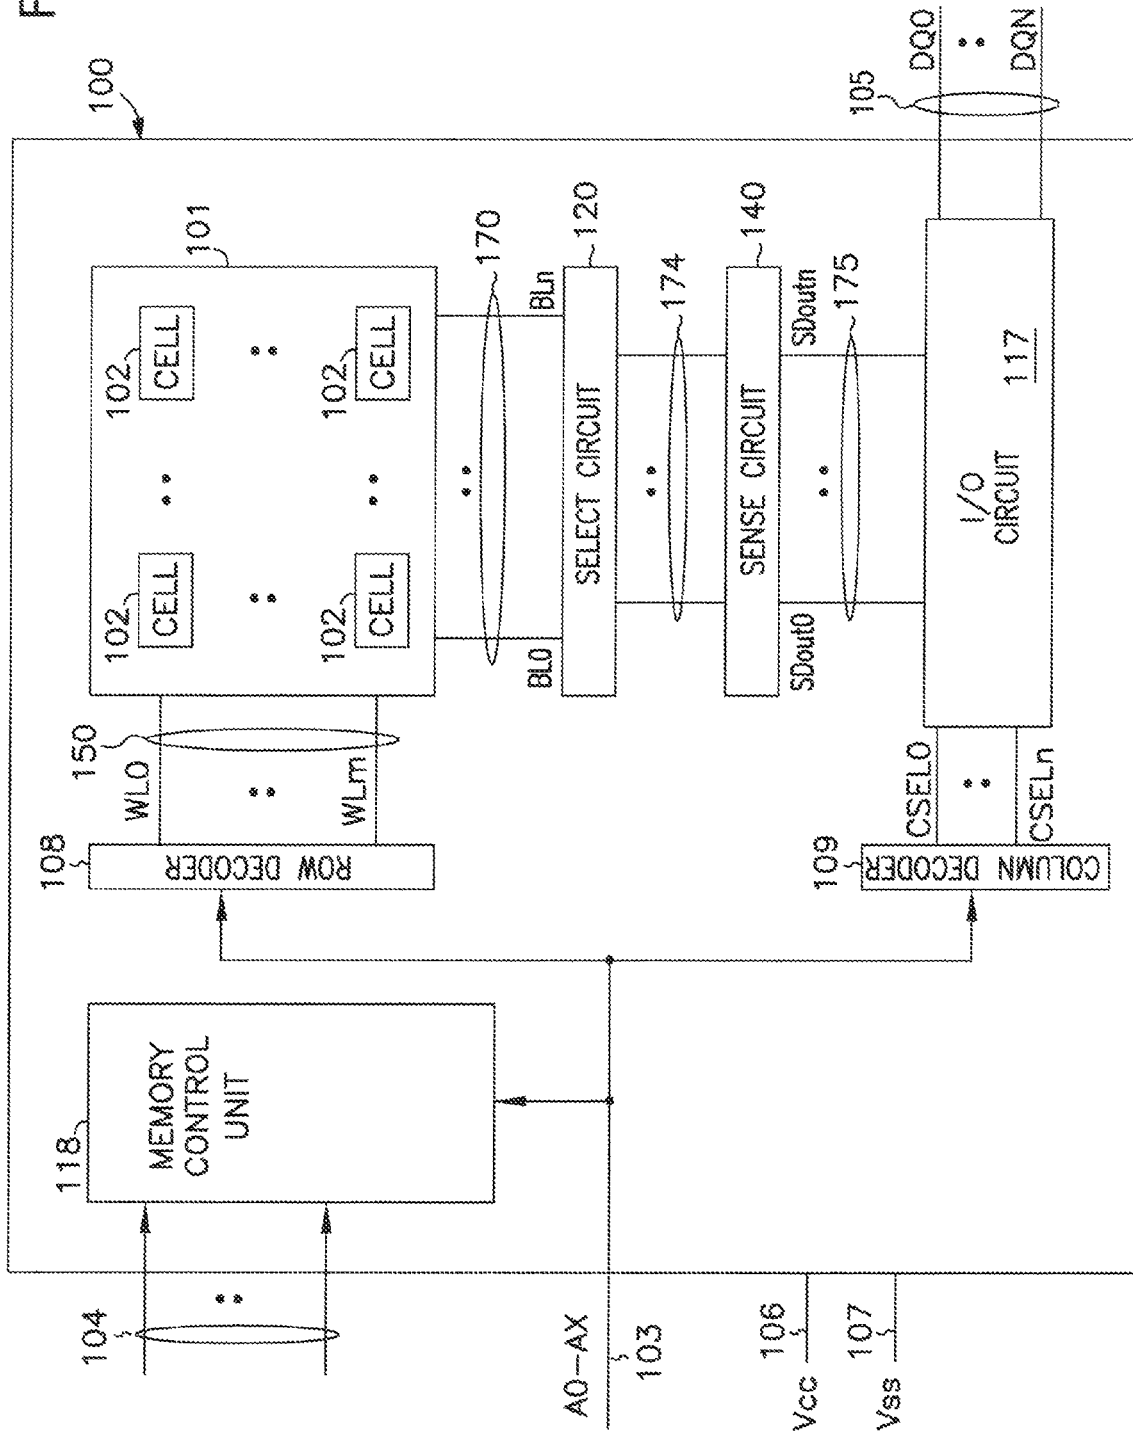 F
100
104
118
MEMORY
CONTROL
UNIT
108
ROW DECODER
150
WL0
WLm
101
102
CELL
102
CELL
102
CELL
102
CELL
170
BL0
BLn
SELECT CIRCUIT
120
174
SENSE CIRCUIT
140
SDout0
SDoutn
175
A0-AX
103
109
COLUMN DECODER
CSEL0
CSELn
I/O
CIRCUIT
117
105
DQ0
DQN
Vcc
106
Vss
107